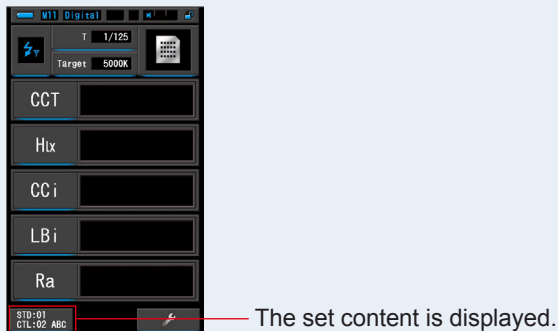 M11 Digital
T 1/125
Target 5000K
CCT
Hlx
CCi
LBi
Ra
STD:01
CTL:02 ABC
The set content is displayed.